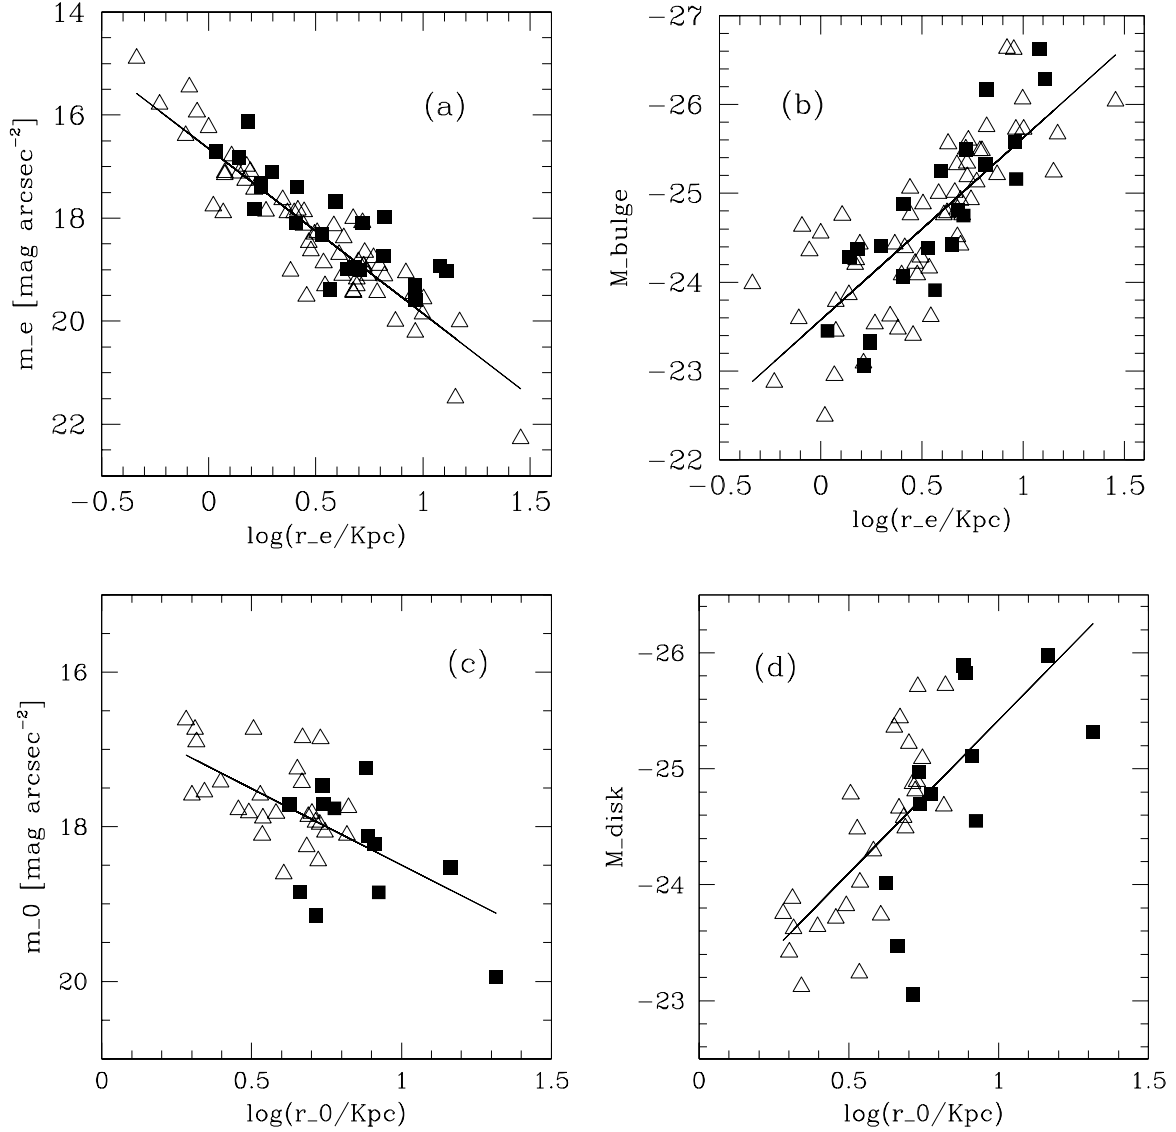 14
16
18
20
22
m_e [mag arcsec⁻²]
(a)
−0.5 0 0.5 1 1.5
log(r_e/Kpc)
−27
−26
−25
−24
−23
−22
M_bulge
(b)
−0.5 0 0.5 1 1.5
log(r_e/Kpc)
16
18
20
m_0 [mag arcsec⁻²]
(c)
0 0.5 1 1.5
log(r_0/Kpc)
−26
−25
−24
−23
M_disk
(d)
0 0.5 1 1.5
log(r_0/Kpc)